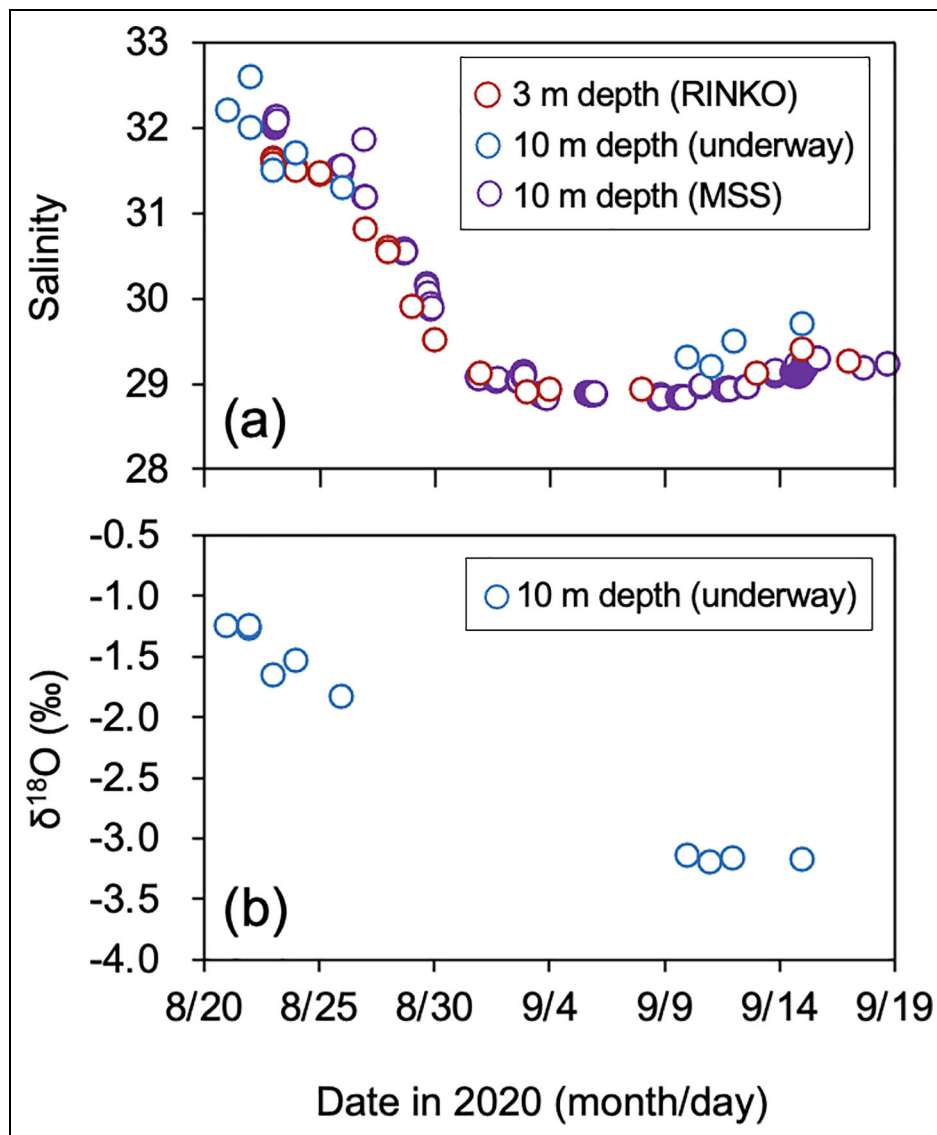 33
32
31
30
29
28
Salinity
3 m depth (RINKO)
10 m depth (underway)
10 m depth (MSS)
(a)
-0.5
-1.0
-1.5
-2.0
-2.5
-3.0
-3.5
-4.0
δ¹⁸O (‰)
10 m depth (underway)
(b)
8/20 8/25 8/30 9/4 9/9 9/14 9/19
Date in 2020 (month/day)